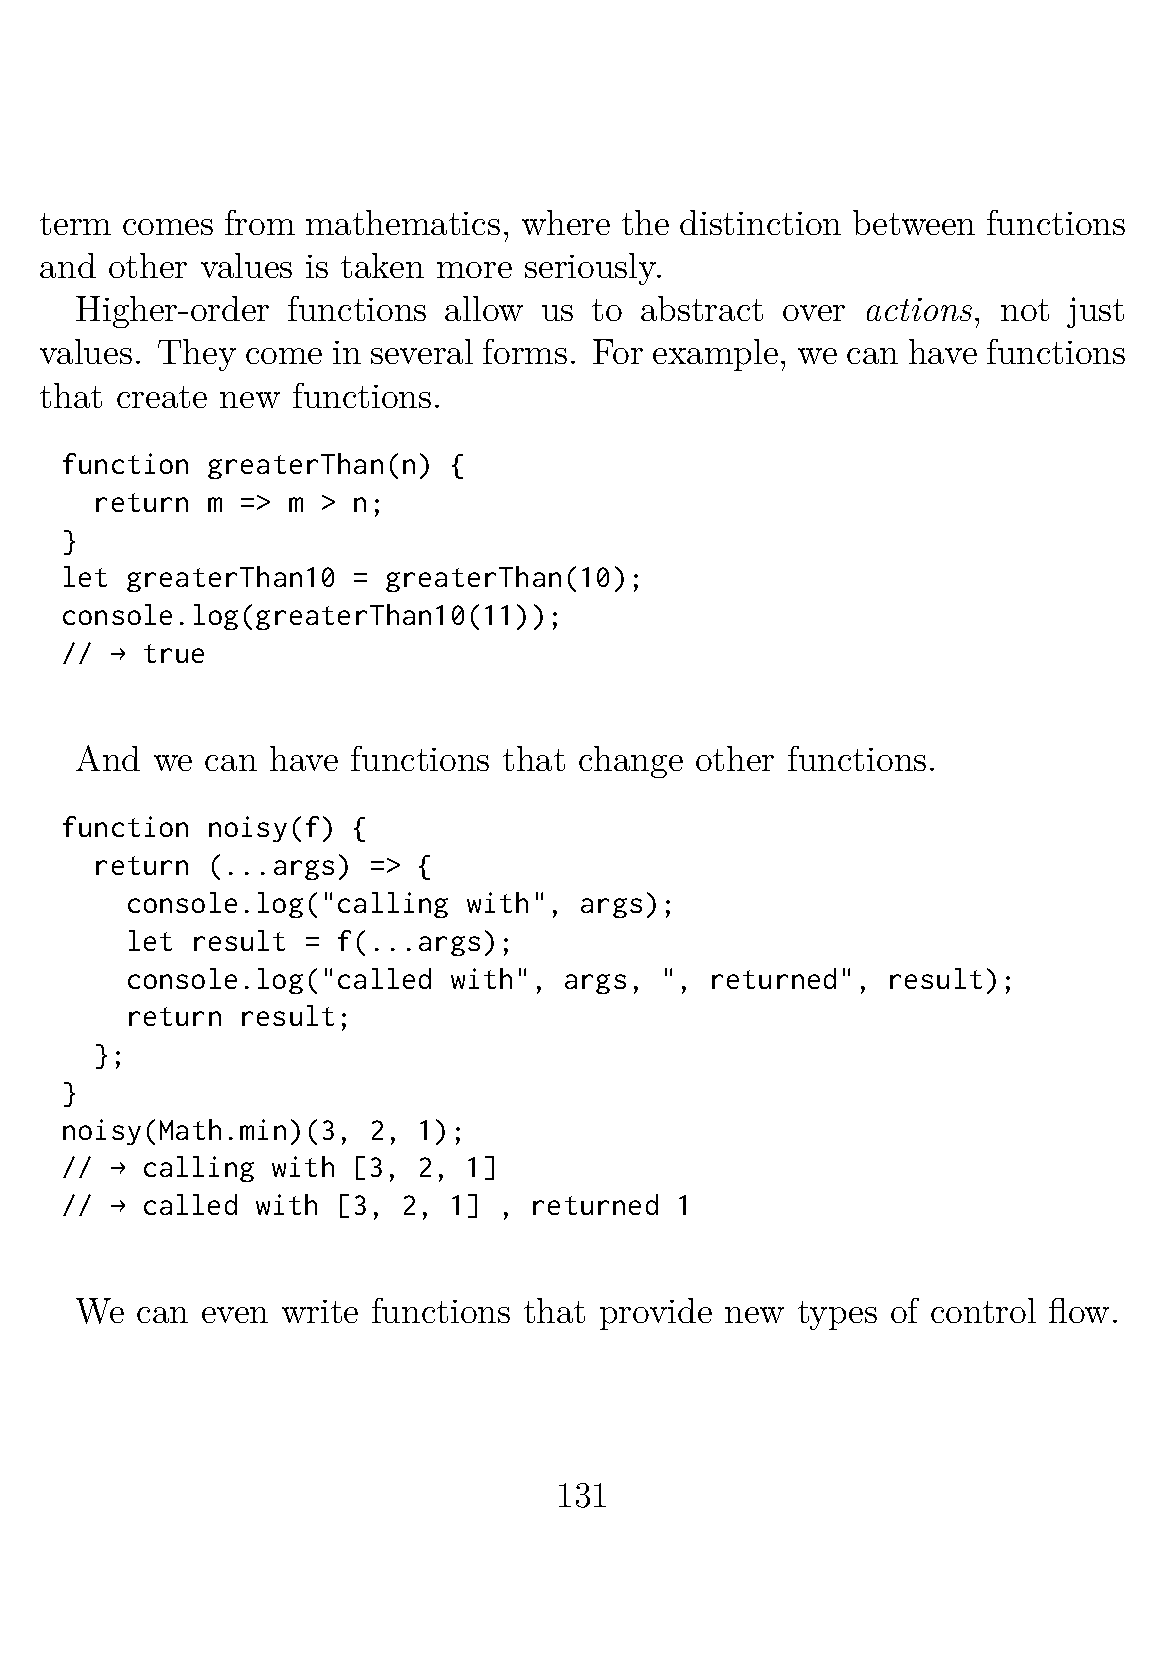 term comes from mathematics, where the distinction between functions
and other values is taken more seriously.
Higher-order functions allow us to abstract over actions, not just
values. They come in several forms. For example, we can have functions
that create new functions.
function greaterThan(n) {
  return m => m > n;
}
let greaterThan10 = greaterThan(10);
console.log(greaterThan10(11));
// → true
And we can have functions that change other functions.
function noisy(f) {
  return (...args) => {
    console.log("calling with", args);
    let result = f(...args);
    console.log("called with", args, ", returned", result);
    return result;
  };
}
noisy(Math.min)(3, 2, 1);
// → calling with [3, 2, 1]
// → called with [3, 2, 1] , returned 1
We can even write functions that provide new types of control flow.
131